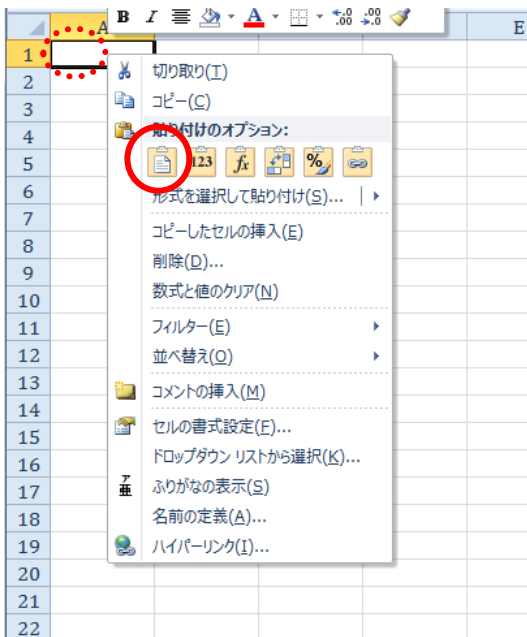 B I A .00 .00
A E
1
切り取り(T)
2
コピー(C)
3
貼り付けのオプション:
4
5
123 fx %
6
形式を選択して貼り付け(S)...
7
コピーしたセルの挿入(E)
8
削除(D)...
9
数式と値のクリア(N)
10
フィルター(E)
11
並べ替え(O)
12
13
コメントの挿入(M)
14
セルの書式設定(F)...
15
ドロップダウン リストから選択(K)...
16
ふりがなの表示(S)
17
ア亜
名前の定義(A)...
18
ハイパーリンク(I)...
19
20
21
22